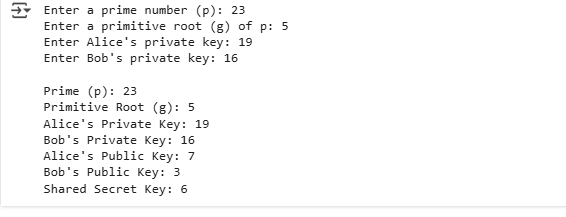 Enter a prime number (p): 23
Enter a primitive root (g) of p: 5
Enter Alice's private key: 19
Enter Bob's private key: 16
Prime (p): 23
Primitive Root (g): 5
Alice's Private Key: 19
Bob's Private Key: 16
Alice's Public Key: 7
Bob's Public Key: 3
Shared Secret Key: 6